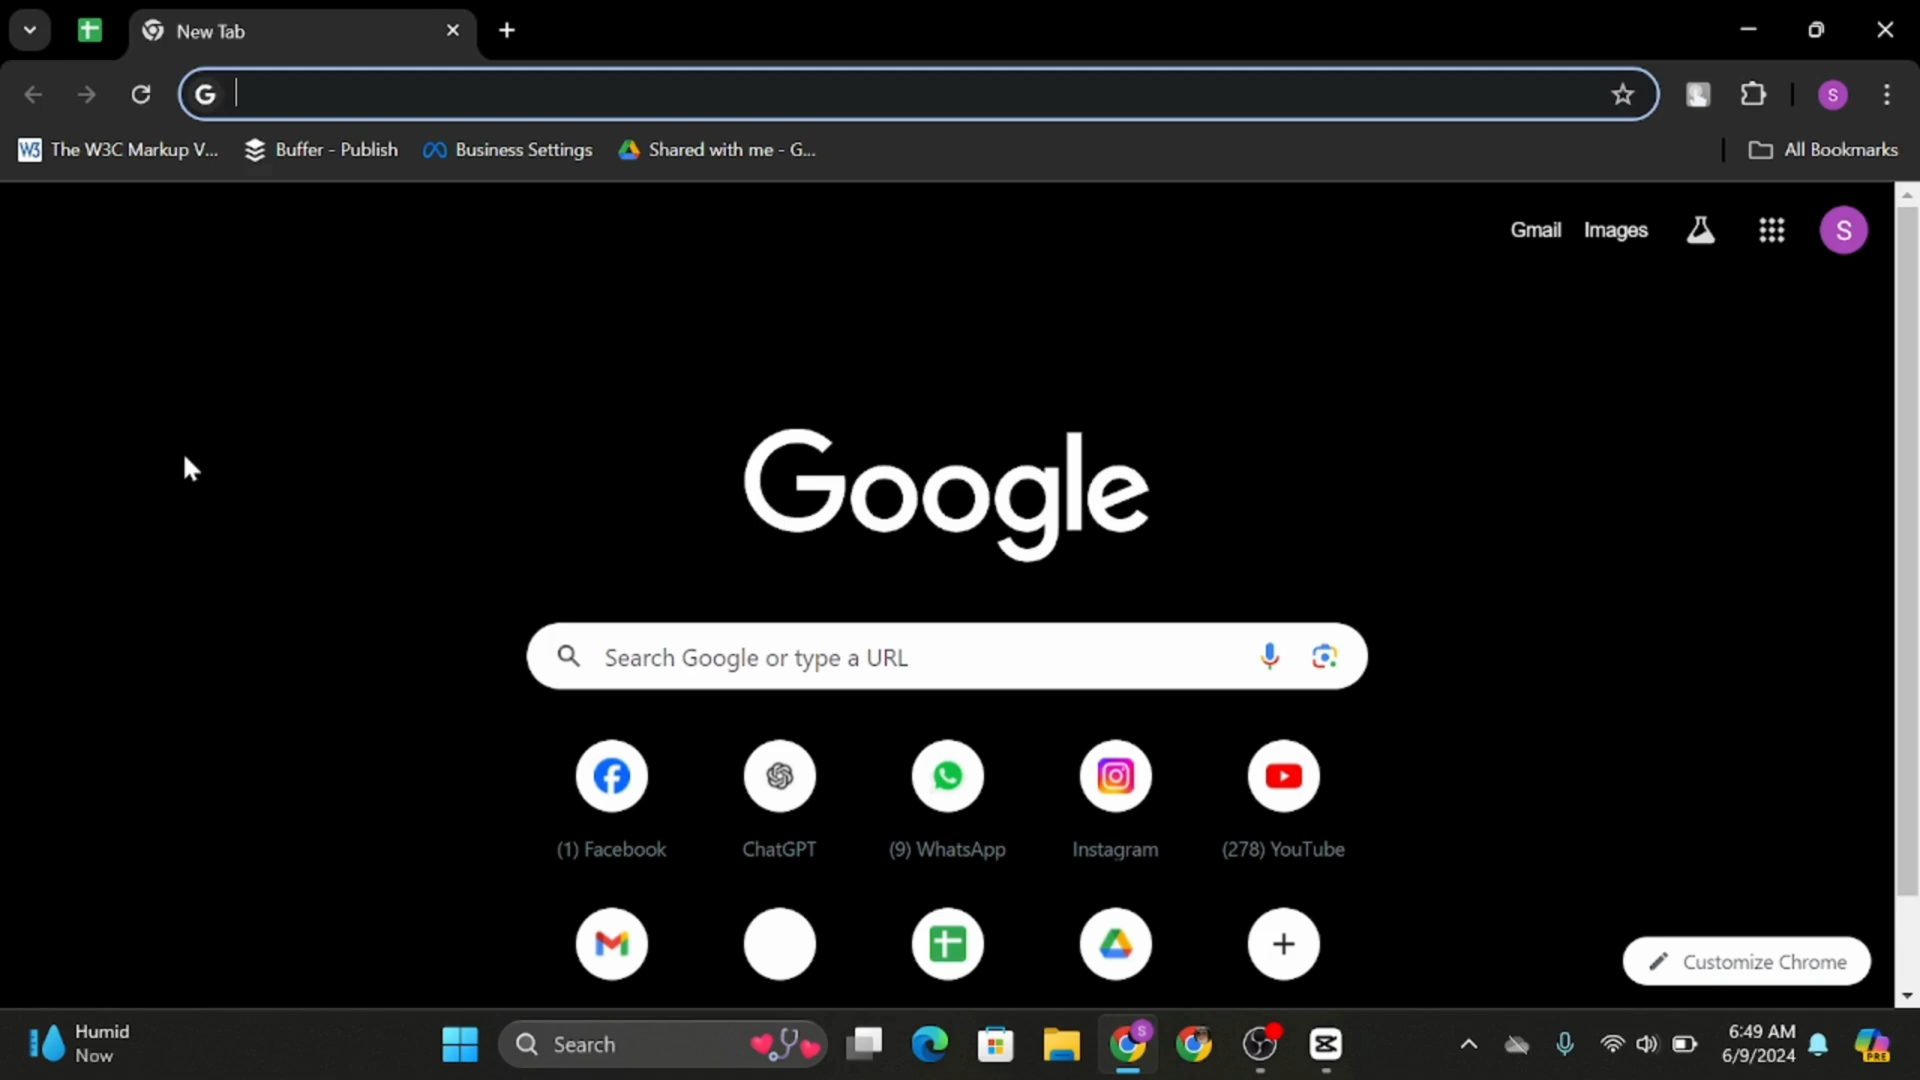 New Tab
S
The W3C Markup V...
Buffer - Publish
Business Settings
Shared with me - G...
All Bookmarks
Gmail
Images
S
Google
Search Google or type a URL
(1) Facebook
ChatGPT
(9) WhatsApp
Instagram
(278) YouTube
Customize Chrome
Humid
Now
Search
S
6:49 AM
6/9/2024
PRE